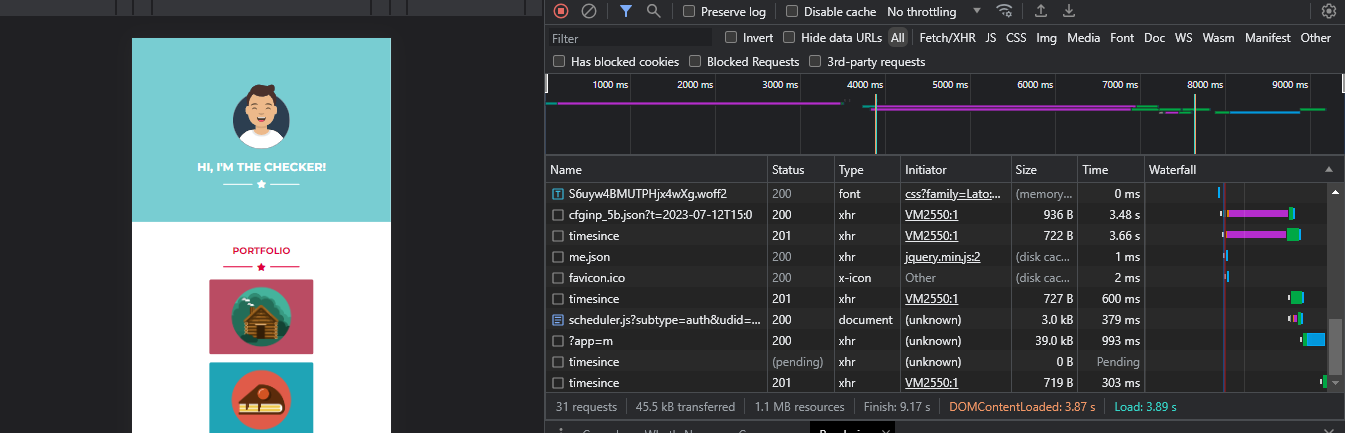 HI, I'M THE CHECKER!
PORTFOLIO
Preserve log Disable cache No throttling
Filter Invert Hide data URLs All Fetch/XHR JS CSS Img Media Font Doc WS Wasm Manifest Other
Has blocked cookies Blocked Requests 3rd-party requests
1000 ms 2000 ms 3000 ms 4000 ms 5000 ms 6000 ms 7000 ms 8000 ms 9000 ms
Name Status Type Initiator Size Time Waterfall
S6uyw4BMUTPHjx4wXg.woff2 200 font css?family=Lato:... (memory... 0 ms
cfginp_5b.json?t=2023-07-12T15:0 200 xhr VM2550:1 936 B 3.48 s
timesince 201 xhr VM2550:1 722 B 3.66 s
me.json 200 xhr jquery.min.js:2 (disk cac... 1 ms
favicon.ico 200 x-icon Other (disk cac... 2 ms
timesince 201 xhr VM2550:1 727 B 600 ms
scheduler.js?subtype=auth&udid=... 200 document (unknown) 3.0 kB 379 ms
?app=m 200 xhr (unknown) 39.0 kB 993 ms
timesince (pending) xhr (unknown) 0 B Pending
timesince 201 xhr VM2550:1 719 B 303 ms
31 requests 45.5 kB transferred 1.1 MB resources Finish: 9.17 s DOMContentLoaded: 3.87 s Load: 3.89 s